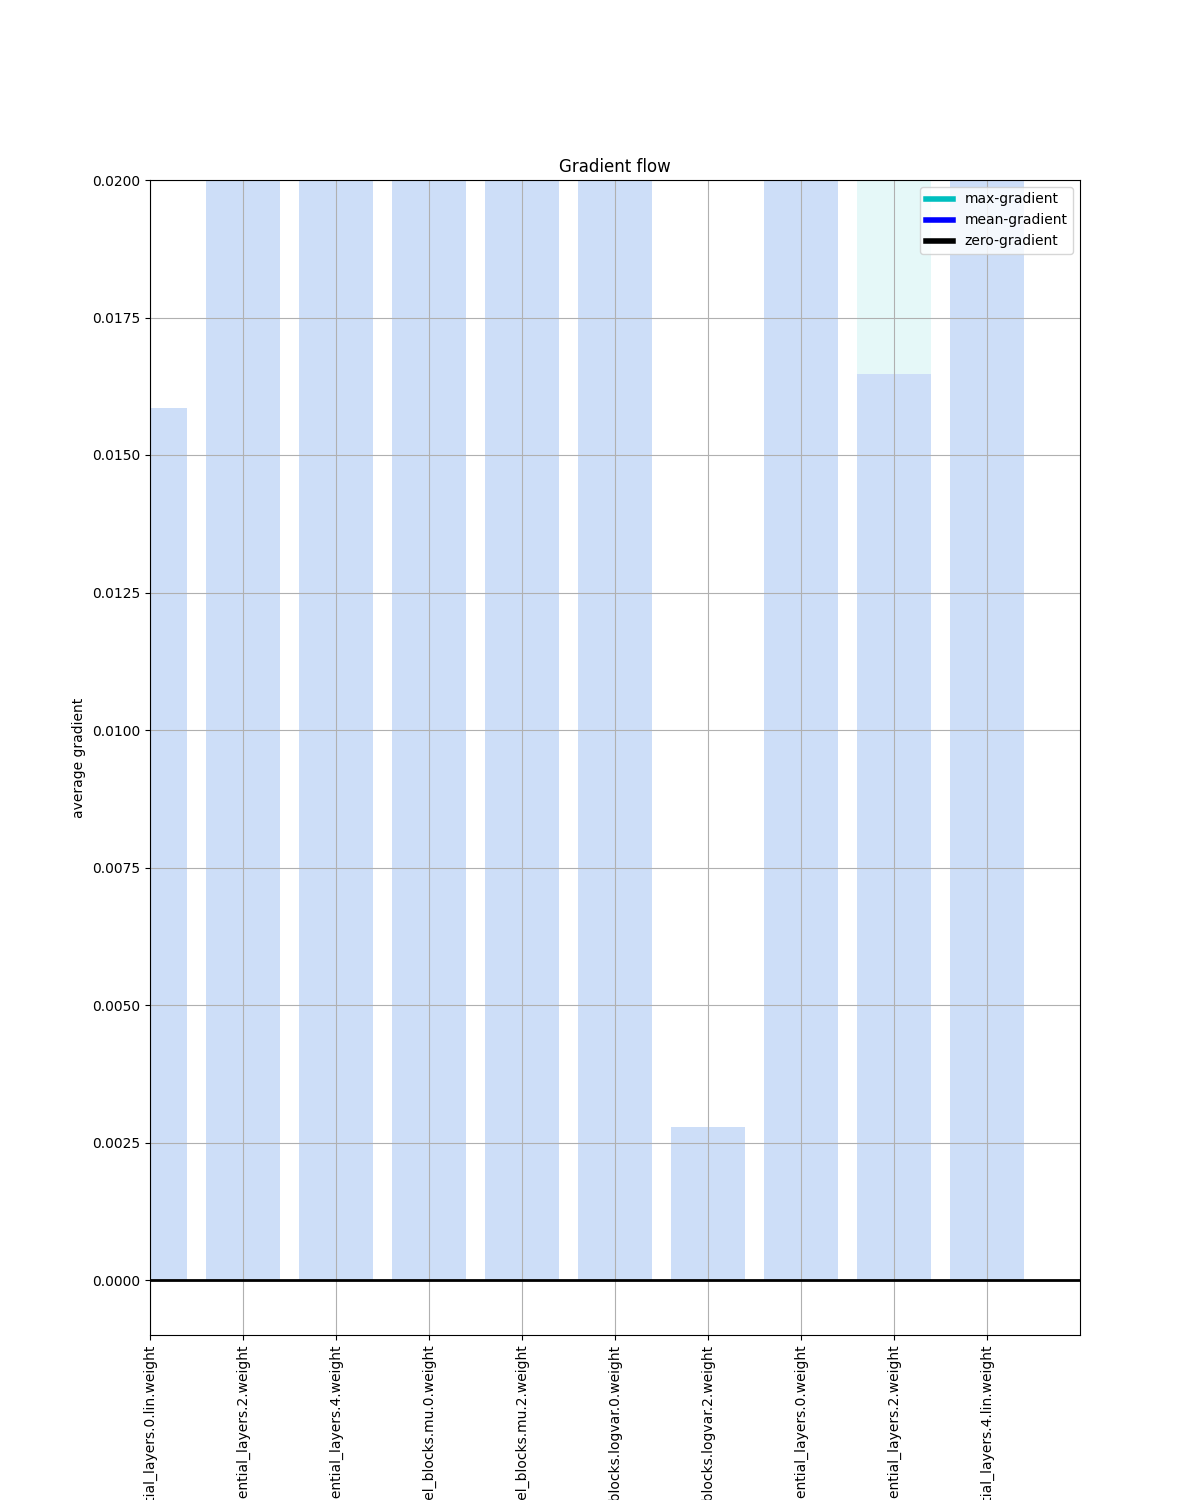 Gradient flow
max-gradient
mean-gradient
zero-gradient
0.0200
0.0175
0.0150
0.0125
0.0100
0.0075
0.0050
0.0025
0.0000
average gradient
tial_layers.0.lin.weight
ential_layers.2.weight
ential_layers.4.weight
el_blocks.mu.0.weight
el_blocks.mu.2.weight
blocks.logvar.0.weight
blocks.logvar.2.weight
ential_layers.0.weight
ential_layers.2.weight
tial_layers.4.lin.weight